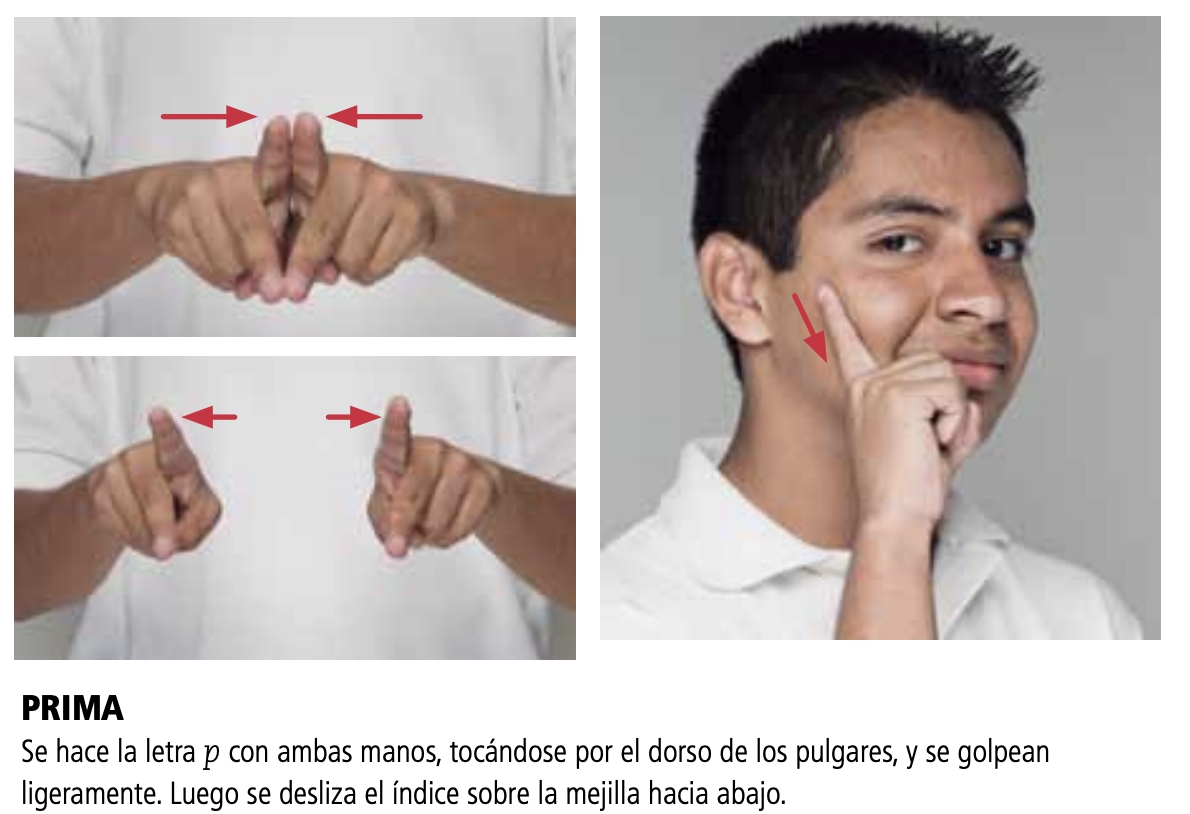 PRIMA
Se hace la letra p con ambas manos, tocándose por el dorso de los pulgares, y se golpean
ligeramente. Luego se desliza el índice sobre la mejilla hacia abajo.